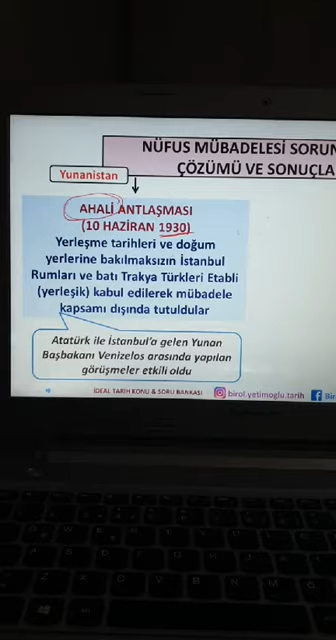 NÜFUS MÜBADELESİ SORUN
ÇÖZÜMÜ VE SONUÇLA
Yunanistan
AHALİ ANTLAŞMASI
(10 HAZİRAN 1930)
Yerleşme tarihleri ve doğum
yerlerine bakılmaksızın İstanbul
Rumları ve batı Trakya Türkleri Etabli
(yerleşik) kabul edilerek mübadele
kapsamı dışında tutuldular
Atatürk ile İstanbul'a gelen Yunan
Başbakanı Venizelos arasında yapılan
görüşmeler etkili oldu
İDEAL TARİH KONU & SORU BANKASI
birol.yetimoglu.tarih
Bir